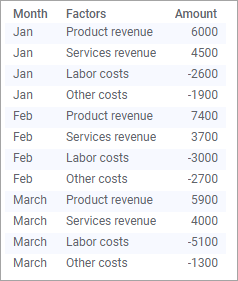 Month Factors Amount
Jan Product revenue 6000
Jan Services revenue 4500
Jan Labor costs -2600
Jan Other costs -1900
Feb Product revenue 7400
Feb Services revenue 3700
Feb Labor costs -3000
Feb Other costs -2700
March Product revenue 5900
March Services revenue 4000
March Labor costs -5100
March Other costs -1300